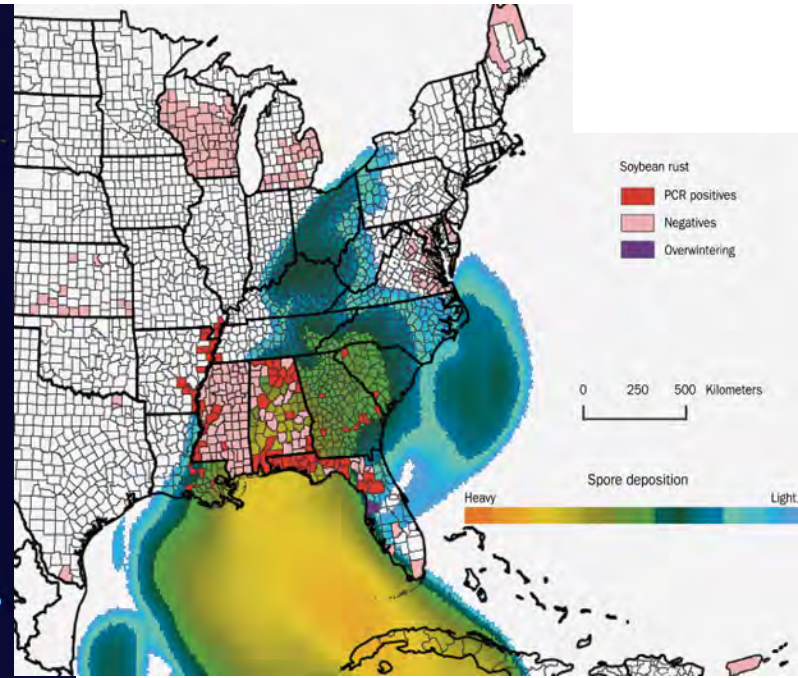 Soybean rust
PCR positives
Negatives
Overwintering
0 250 500 Kilometers
Spore deposition
Heavy Light